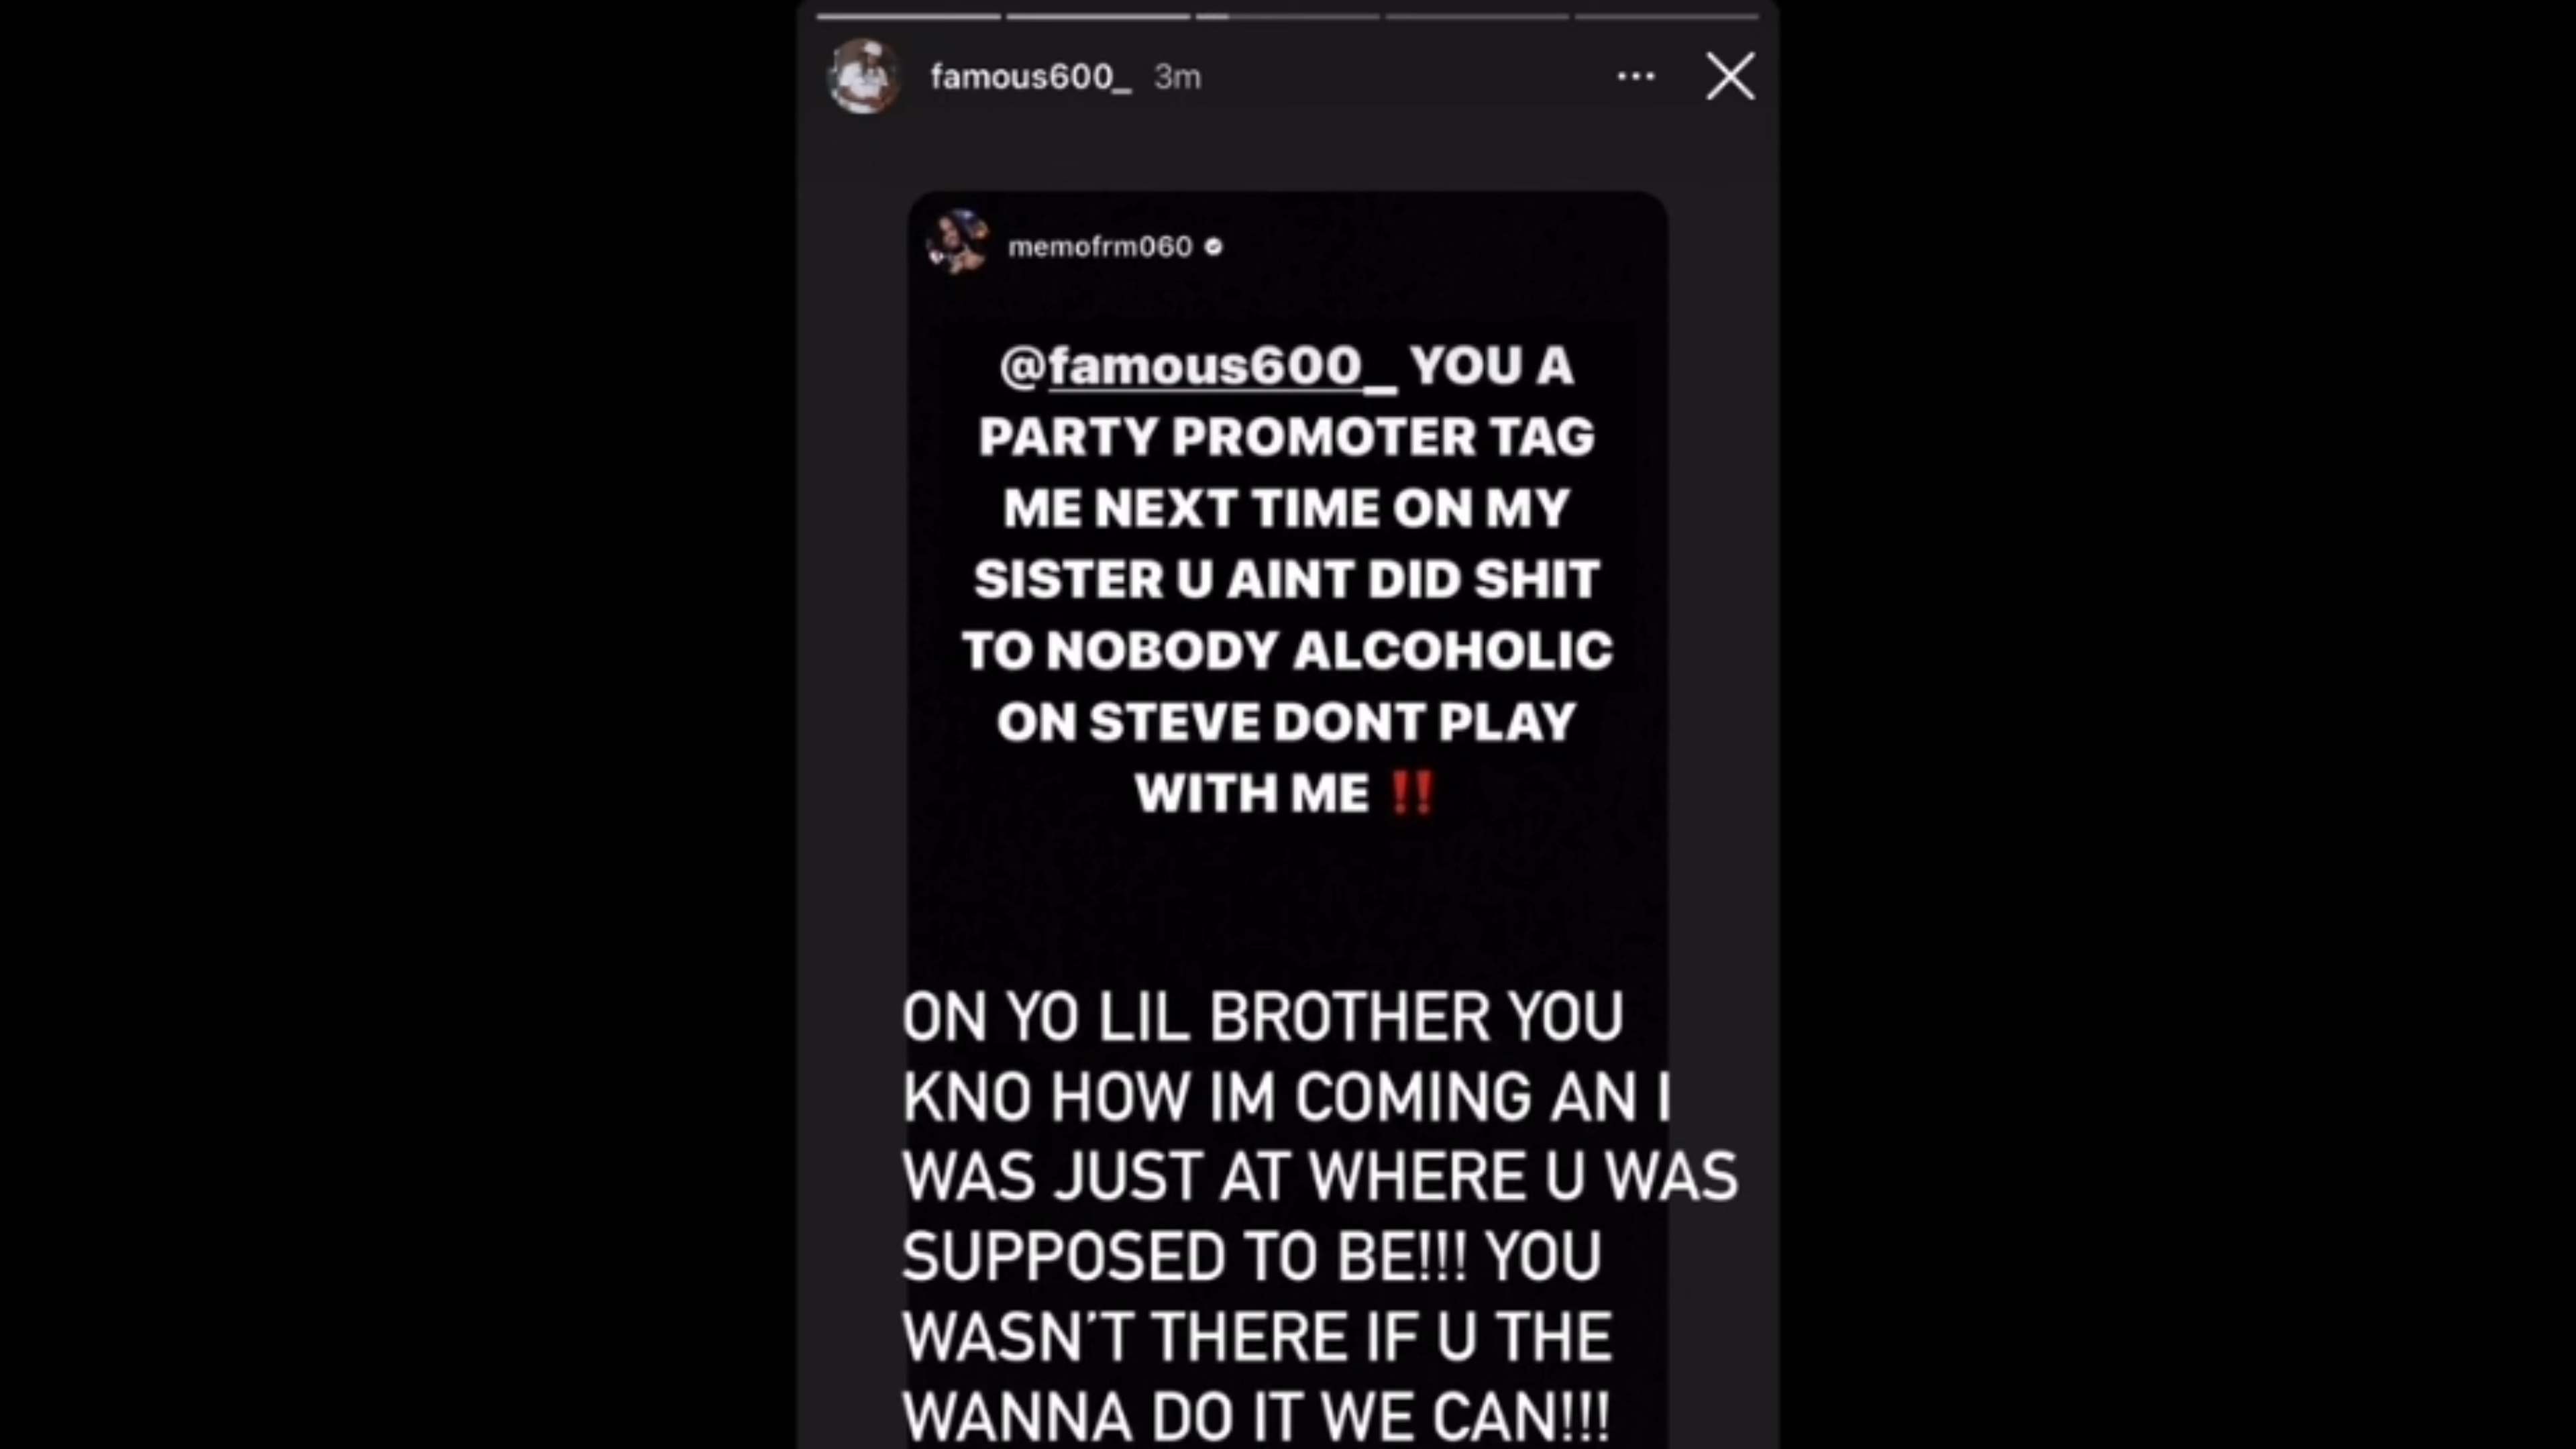 famous600_ 3m
memofrm060
@famous600_ YOU A
PARTY PROMOTER TAG
ME NEXT TIME ON MY
SISTER U AINT DID SHIT
TO NOBODY ALCOHOLIC
ON STEVE DONT PLAY
WITH ME ‼️
ON YO LIL BROTHER YOU
KNO HOW IM COMING AN I
WAS JUST AT WHERE U WAS
SUPPOSED TO BE!!! YOU
WASN'T THERE IF U THE
WANNA DO IT WE CAN!!!